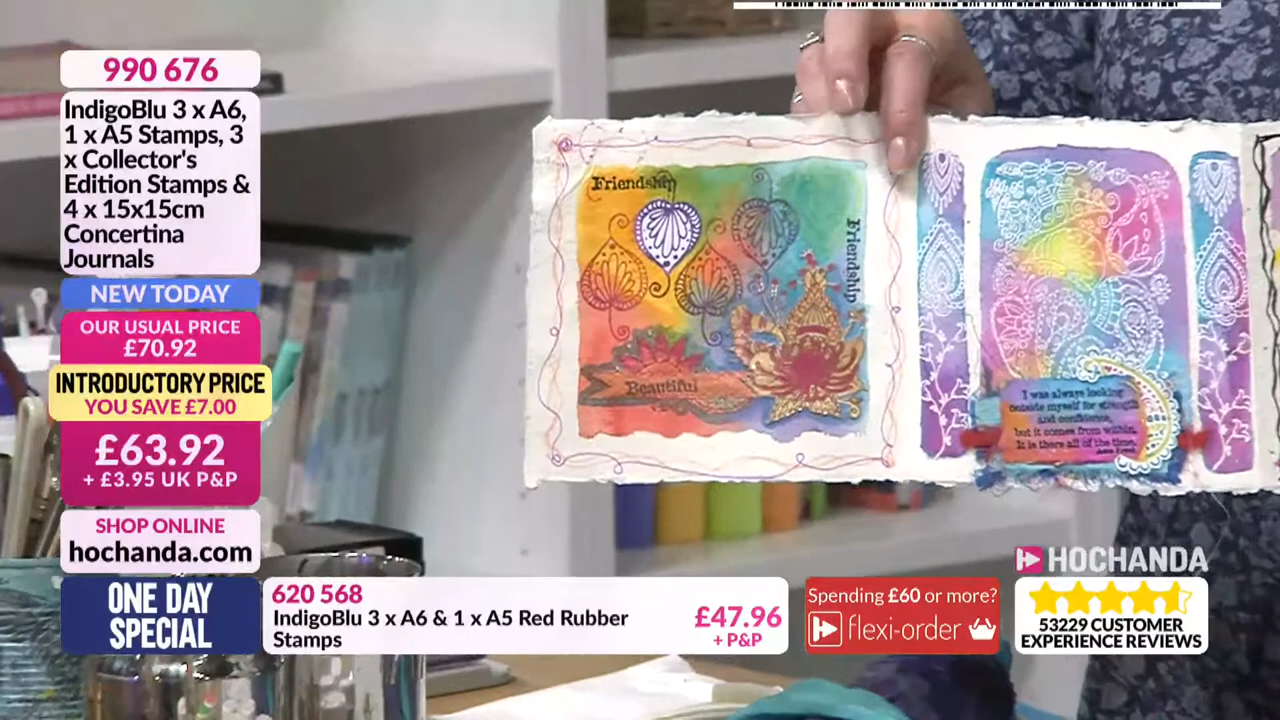 990 676
IndigoBlu 3 x A6,
1 x A5 Stamps, 3
x Collector's
Edition Stamps &
4 x 15x15cm
Concertina
Journals
NEW TODAY
OUR USUAL PRICE
£70.92
INTRODUCTORY PRICE
YOU SAVE £7.00
£63.92
+ £3.95 UK P&P
SHOP ONLINE
hochanda.com
ONE DAY
SPECIAL
620 568
IndigoBlu 3 x A6 & 1 x A5 Red Rubber
Stamps
£47.96
+ P&P
Spending £60 or more?
flexi-order
HOCHANDA
53229 CUSTOMER
EXPERIENCE REVIEWS
Friendship
Friendship
Beautiful
I was always looking
outside myself for strength
and confidence,
but it comes from within.
It is there all of the time.